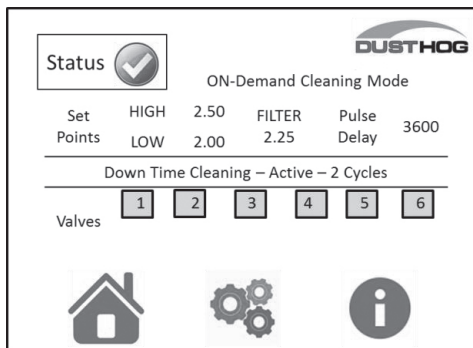 DUSTHOG
Status
ON-Demand Cleaning Mode
Set Points HIGH 2.50 FILTER 2.25 Pulse Delay 3600
LOW 2.00
Down Time Cleaning – Active – 2 Cycles
Valves 1 2 3 4 5 6
i